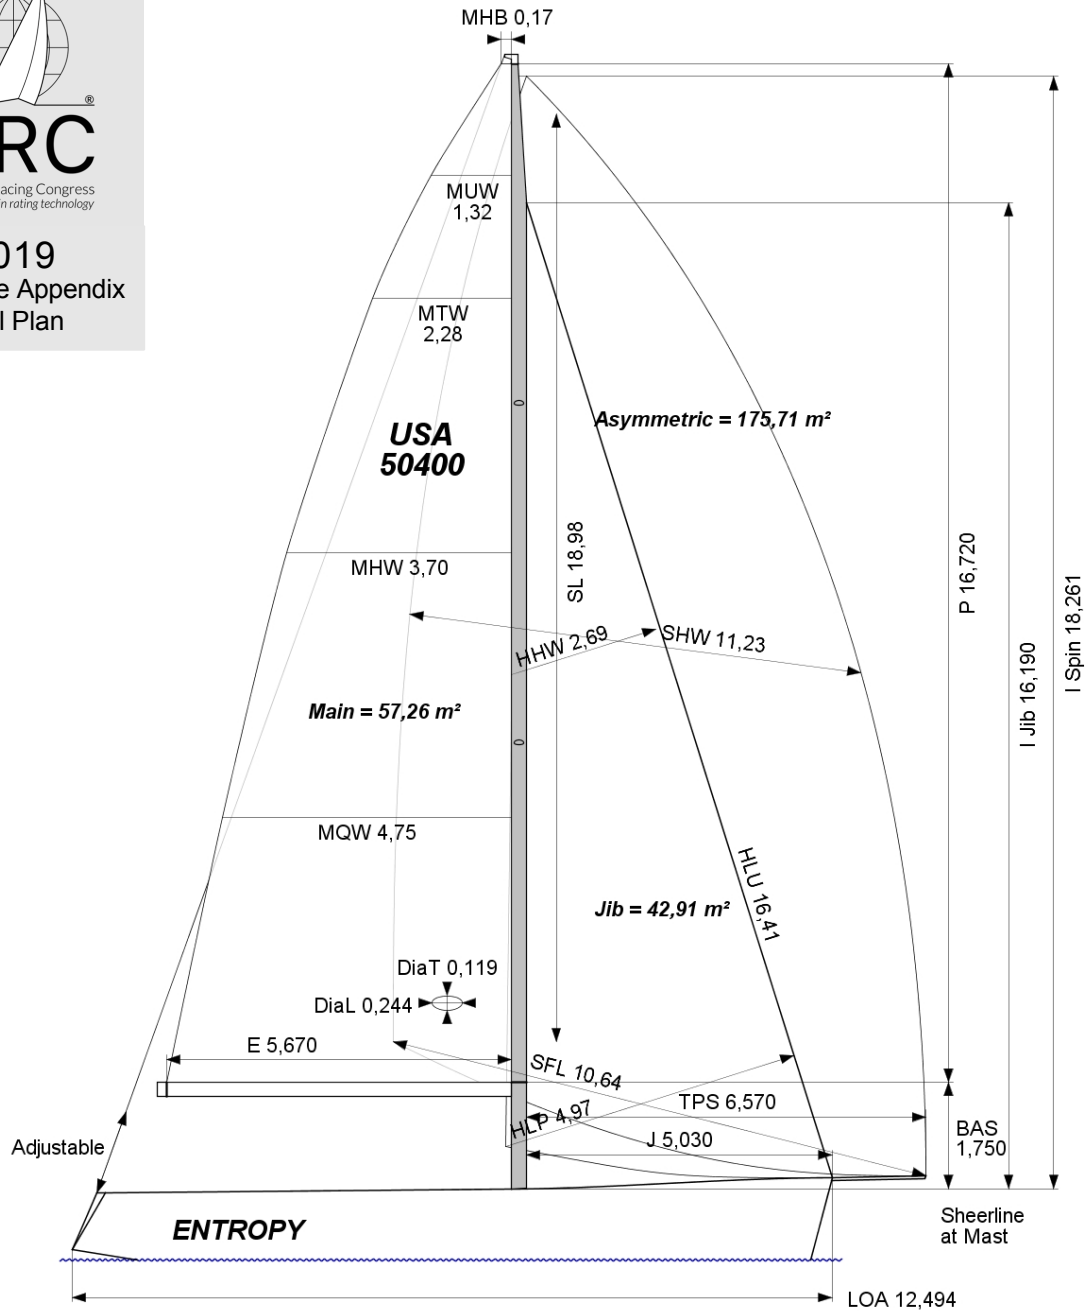 MHB 0,17
®
RC
acing Congress
in rating technology
019
e Appendix
l Plan
MUW
1,32
MTW
2,28
USA
50400
Asymmetric = 175,71 m²
MHW 3,70
SL 18,98
HHW 2,69
SHW 11,23
P 16,720
I Jib 16,190
I Spin 18,261
Main = 57,26 m²
MQW 4,75
HLU 16,41
Jib = 42,91 m²
DiaT 0,119
DiaL 0,244
E 5,670
SFL 10,64
TPS 6,570
HLP 4,97
J 5,030
BAS
1,750
Adjustable
Sheerline
at Mast
ENTROPY
LOA 12,494